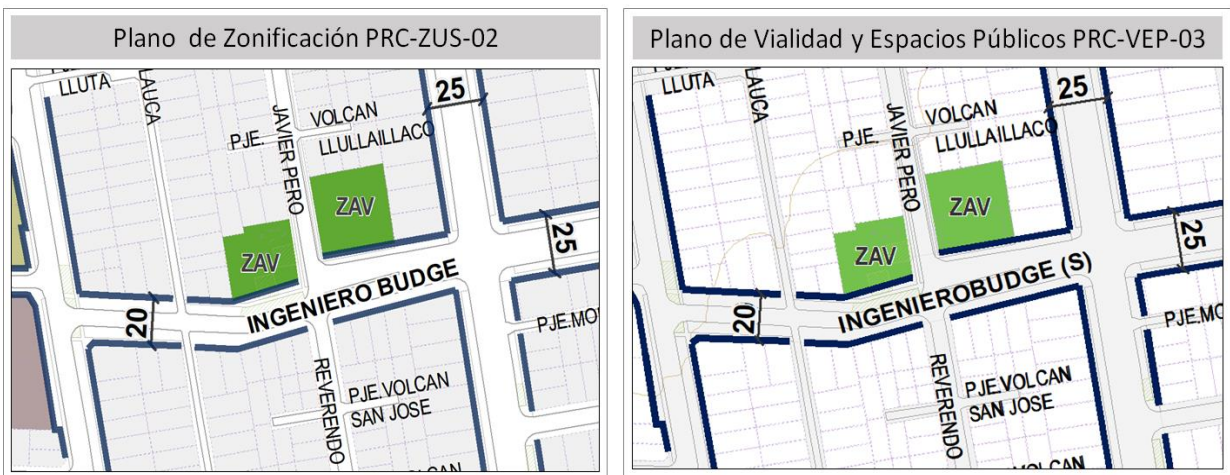 Plano de Zonificación PRC-ZUS-02
LLUTA
LAUCA
25
JAVIER PERO
VOLCAN
PJE.
LLULLAILLACO
ZAV
ZAV
25
INGENIERO BUDGE
20
PJE.MO
REVERENDO
PJE.VOLCAN
SAN JOSE
Plano de Vialidad y Espacios Públicos PRC-VEP-03
LLUTA
LAUCA
25
JAVIER PERO
VOLCAN
PJE.
LLULLAILLACO
ZAV
ZAV
25
INGENIEROBUDGE (S)
20
PJE.MO
REVERENDO
PJE.VOLCAN
SAN JOSE